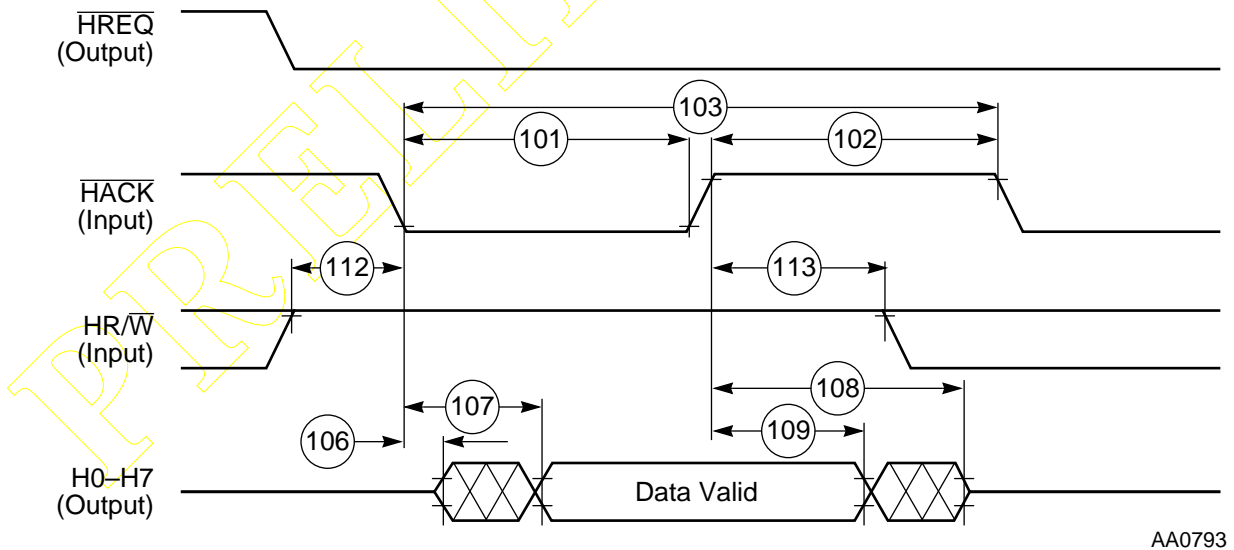 HREQ
(Output)
103
101
102
HACK
(Input)
112
113
HR/W
(Input)
108
107
109
106
H0–H7
(Output)
Data Valid
AA0793
PRELI